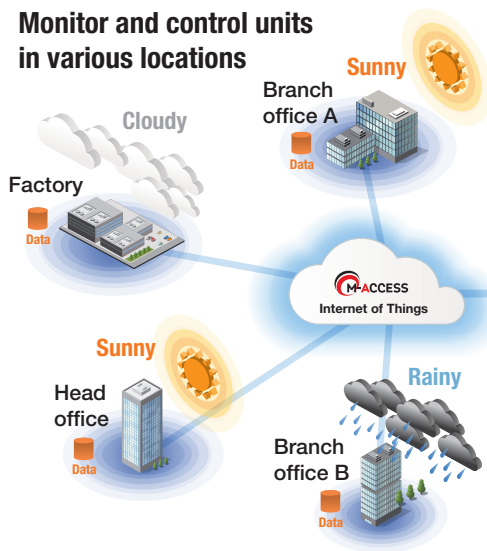 Monitor and control units
in various locations
Sunny
Branch
office A
Data
Cloudy
Factory
Data
M-ACCESS
Internet of Things
Sunny
Head
office
Data
Rainy
Branch
office B
Data